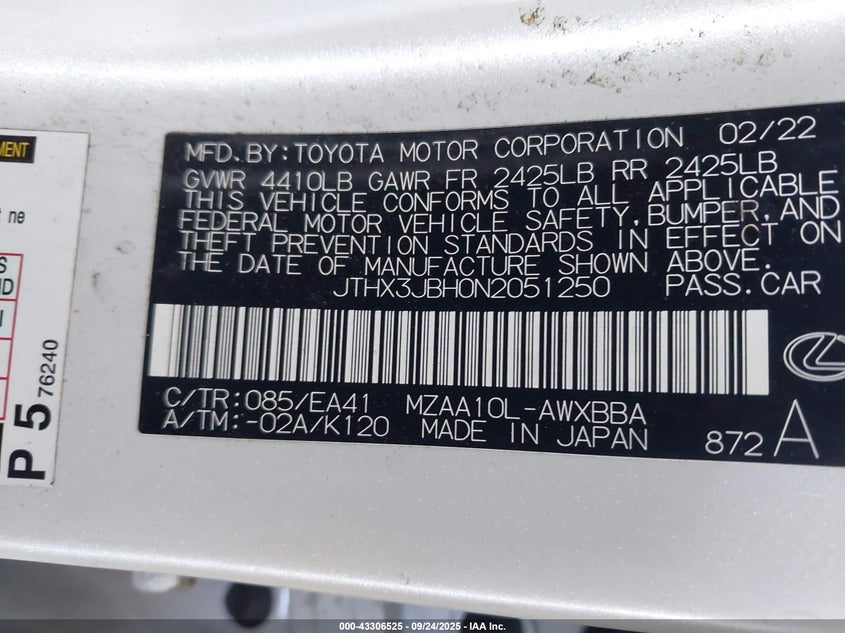 MFD.BY:TOYOTA MOTOR CORPORATION 02/22
GVWR 4410LB GAWR FR 2425LB RR 2425LB
THIS VEHICLE CONFORMS TO ALL APPLICABLE
FEDERAL MOTOR VEHICLE SAFETY,BUMPER,AND
THEFT PREVENTION STANDARDS IN EFFECT ON
THE DATE OF MANUFACTURE SHOWN ABOVE.
JTHX3JBH0N2051250 PASS.CAR
C/TR:085/EA41 MZAA10L-AWXBBA
A/TM:-02A/K120 MADE IN JAPAN 872 A
MENT
t ne
S
ND
P 5 76240
000-43306525 - 09/24/2025 - IAA Inc.